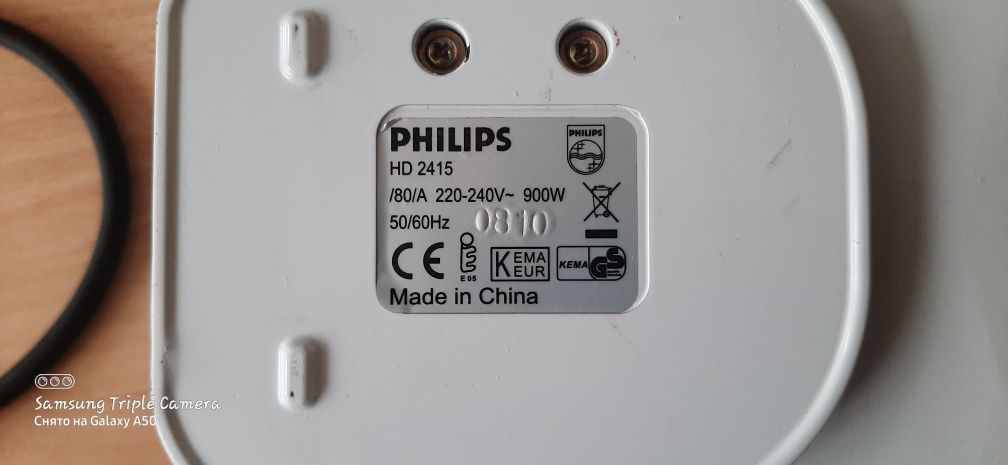 PHILIPS
PHILIPS
HD 2415
/80/A 220-240V~ 900W
50/60Hz 0810
CE E 05 KEMA EUR KEMA GS
Made in China
Samsung Triple Camera
Снято на Galaxy A50